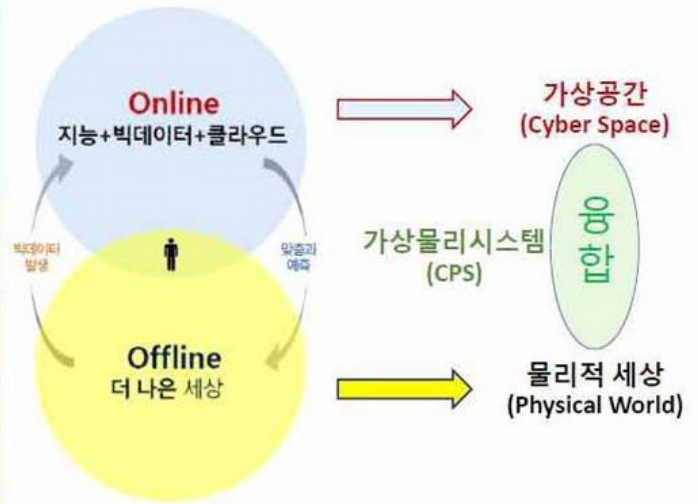 Online
지능+빅데이터+클라우드
빅데이터
발생
맞춤과
예측
Offline
더 나은 세상
가상공간
(Cyber Space)
가상물리시스템
(CPS)
융
합
물리적 세상
(Physical World)